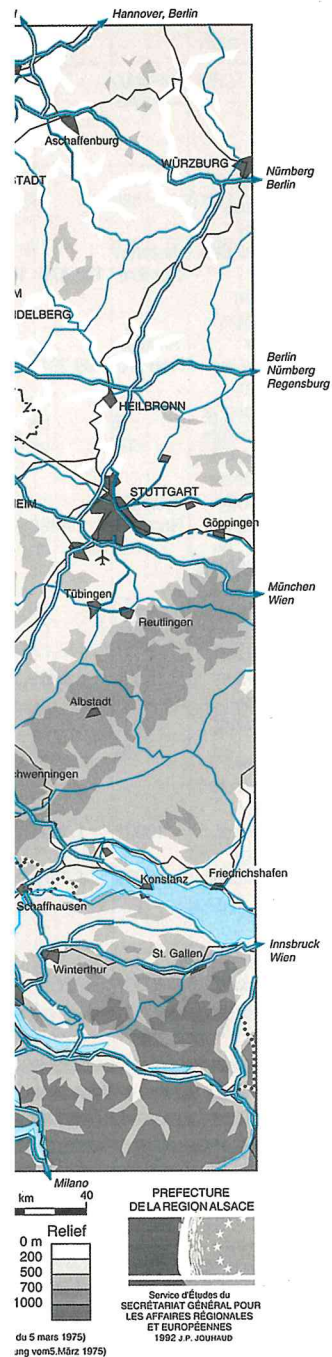 Hannover, Berlin
Aschaffenburg
WÜRZBURG
Nürnberg
Berlin
STADT
M
IDELBERG
Berlin
Nürnberg
Regensburg
HEILBRONN
STUTTGART
HEIM
Göppingen
München
Wien
Tübingen
Reutlingen
Albstadt
chwenningen
Friedrichshafen
Konstanz
Schaffhausen
Innsbruck
Wien
St. Gallen
Winterthur
Milano
km 40
Relief
0 m
200
500
700
1000
PREFECTURE
DE LA REGION ALSACE
Service d'Études du
SECRÉTARIAT GÉNÉRAL POUR
LES AFFAIRES RÉGIONALES
ET EUROPÉENNES
1992 J.P. JOUHAUD
du 5 mars 1975)
ung vom5.März 1975)